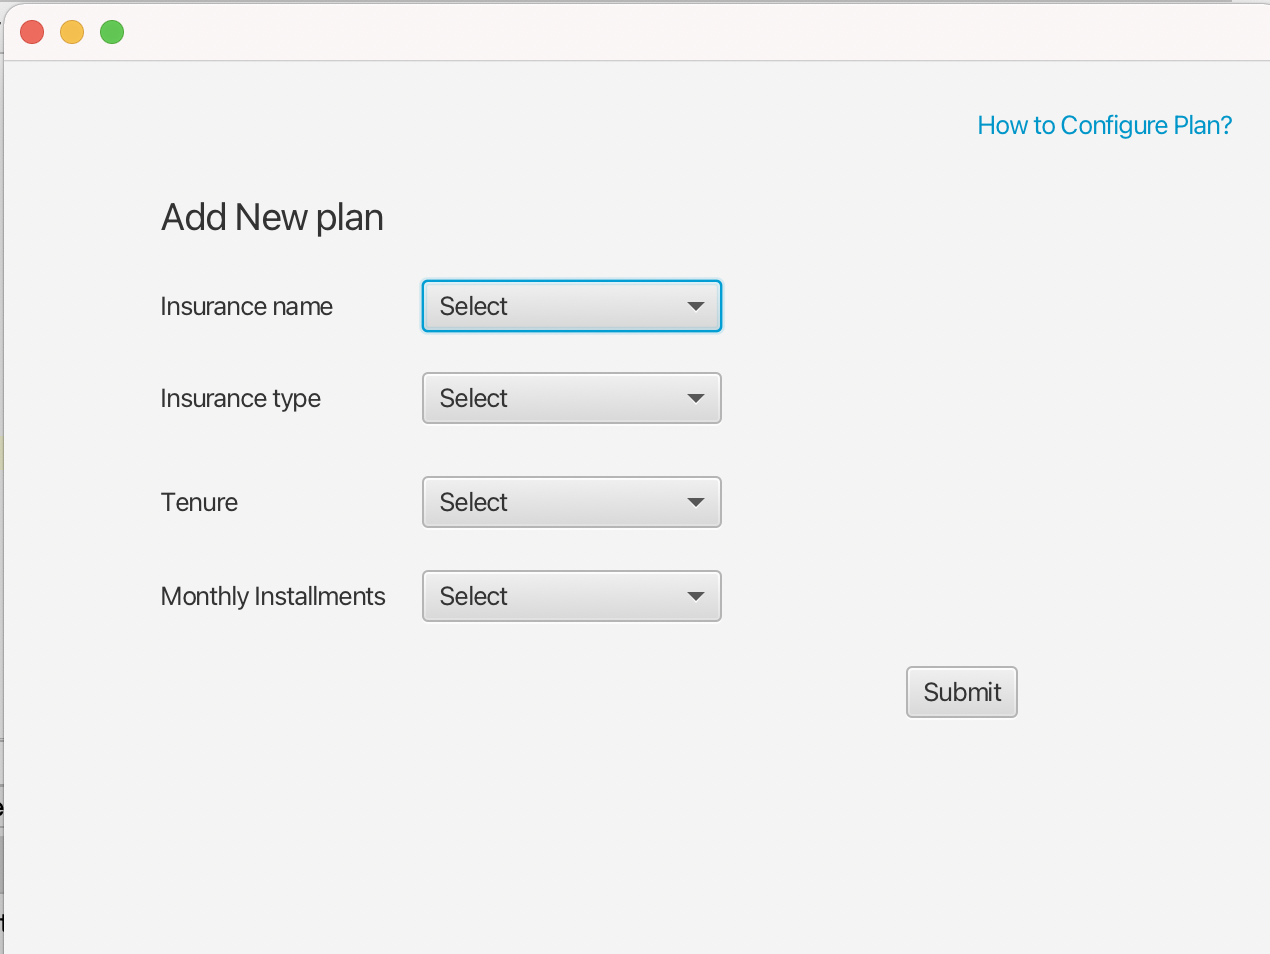 How to Configure Plan?
Add New plan
Insurance name Select
Insurance type Select
Tenure Select
Monthly Installments Select
Submit